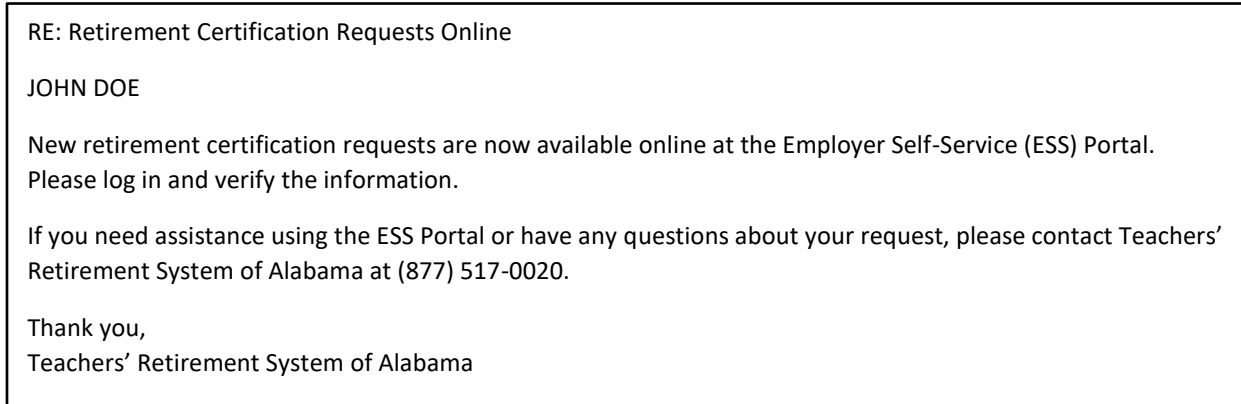 RE: Retirement Certification Requests Online
JOHN DOE
New retirement certification requests are now available online at the Employer Self-Service (ESS) Portal.
Please log in and verify the information.
If you need assistance using the ESS Portal or have any questions about your request, please contact Teachers’
Retirement System of Alabama at (877) 517-0020.
Thank you,
Teachers’ Retirement System of Alabama